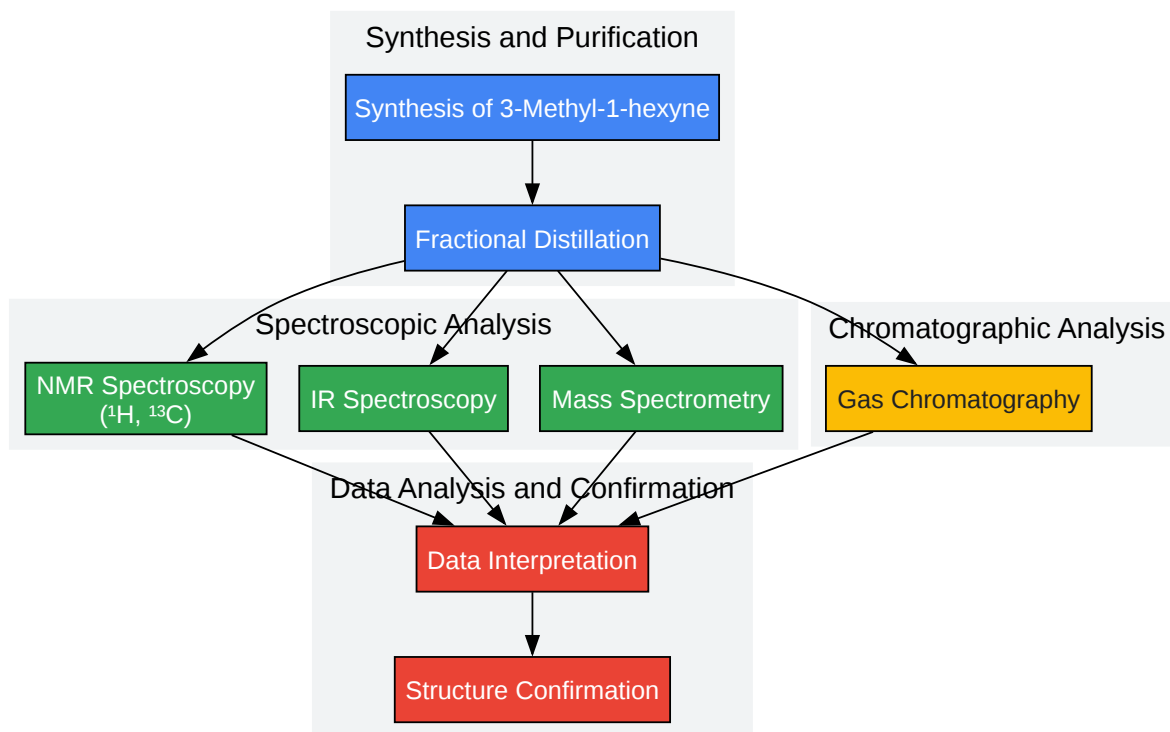 Synthesis and Purification
Synthesis of 3-Methyl-1-hexyne
Fractional Distillation
Spectroscopic Analysis
Chromatographic Analysis
NMR Spectroscopy
(¹H, ¹³C)
IR Spectroscopy
Mass Spectrometry
Gas Chromatography
Data Analysis and Confirmation
Data Interpretation
Structure Confirmation